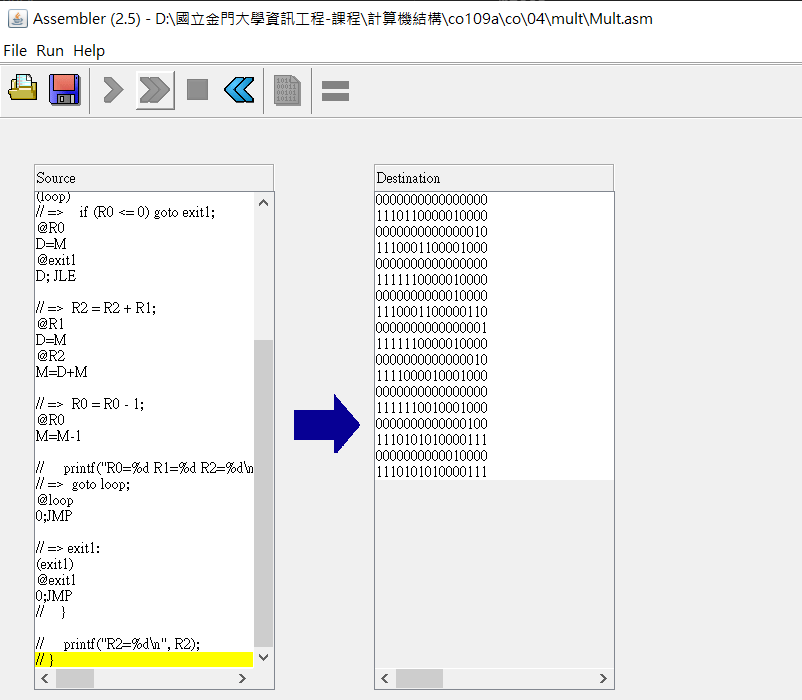 Assembler (2.5) - D:\國立金門大學資訊工程-課程\計算機結構\co109a\co\04\mult\Mult.asm
File Run Help
Source
(loop)
// => if (R0 <= 0) goto exit1;
@R0
D=M
@exit1
D; JLE
// => R2 = R2 + R1;
@R1
D=M
@R2
M=D+M
// => R0 = R0 - 1;
@R0
M=M-1
// printf("R0=%d R1=%d R2=%d\n
// => goto loop;
@loop
0;JMP
// => exit1:
(exit1)
@exit1
0;JMP
// }
// printf("R2=%d\n", R2);
// }
Destination
0000000000000000
1110110000010000
0000000000000010
1110001100001000
0000000000000000
1111110000010000
0000000000010000
1110001100000110
0000000000000001
1111110000010000
0000000000000010
1111000010001000
0000000000000000
1111110010001000
0000000000000100
1110101010000111
0000000000010000
1110101010000111